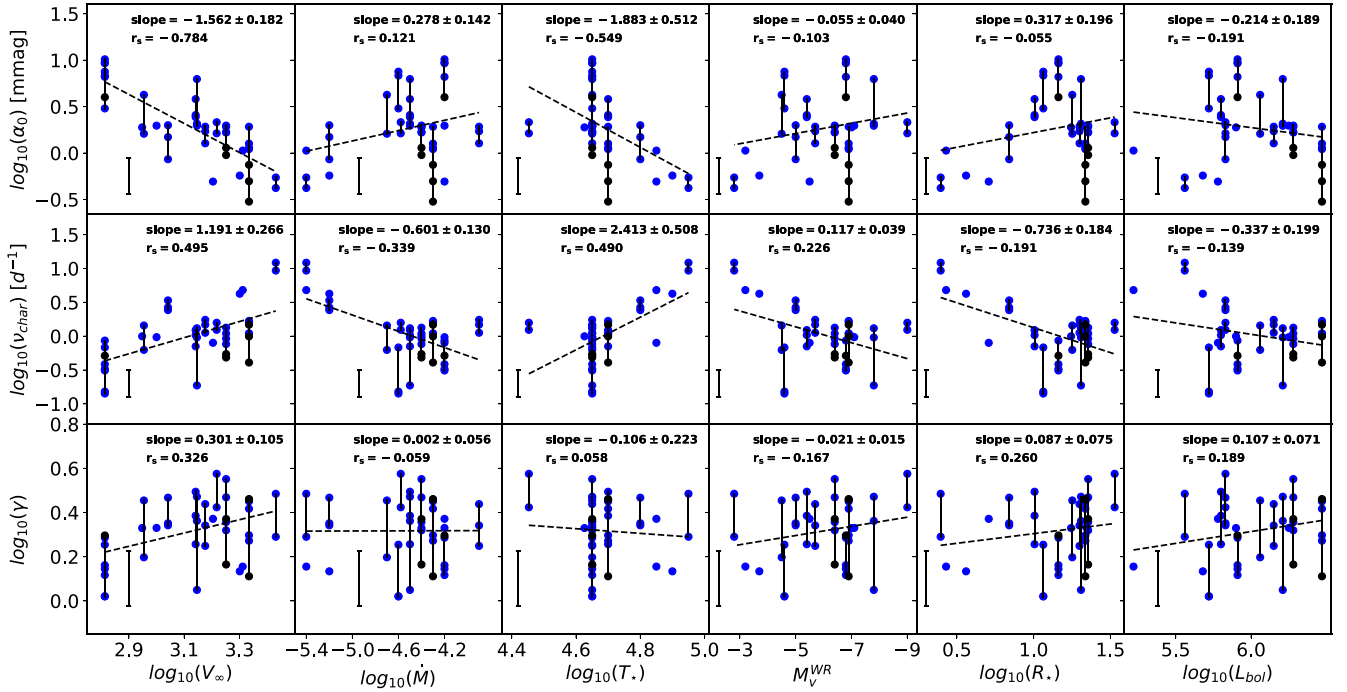 slope = −1.562 ± 0.182
r_s = −0.784
slope = 0.278 ± 0.142
r_s = 0.121
slope = −1.883 ± 0.512
r_s = −0.549
slope = −0.055 ± 0.040
r_s = −0.103
slope = 0.317 ± 0.196
r_s = −0.055
slope = −0.214 ± 0.189
r_s = −0.191
log₁₀(α₀) [mmag]
1.5
1.0
0.5
0.0
−0.5
slope = 1.191 ± 0.266
r_s = 0.495
slope = −0.601 ± 0.130
r_s = −0.339
slope = 2.413 ± 0.508
r_s = 0.490
slope = 0.117 ± 0.039
r_s = 0.226
slope = −0.736 ± 0.184
r_s = −0.191
slope = −0.337 ± 0.199
r_s = −0.139
log₁₀(ν_char) [d⁻¹]
1.5
1.0
0.5
0.0
−0.5
−1.0
slope = 0.301 ± 0.105
r_s = 0.326
slope = 0.002 ± 0.056
r_s = −0.059
slope = −0.106 ± 0.223
r_s = 0.058
slope = −0.021 ± 0.015
r_s = −0.167
slope = 0.087 ± 0.075
r_s = 0.260
slope = 0.107 ± 0.071
r_s = 0.189
log₁₀(γ)
0.8
0.6
0.4
0.2
0.0
2.9 3.1 3.3
−5.4 −5.0 −4.6 −4.2
4.4 4.6 4.8 5.0
−3 −5 −7 −9
0.5 1.0 1.5
5.5 6.0
log₁₀(V_∞)
log₁₀(Ṁ)
log₁₀(T⋆)
M_v^WR
log₁₀(R⋆)
log₁₀(L_bol)